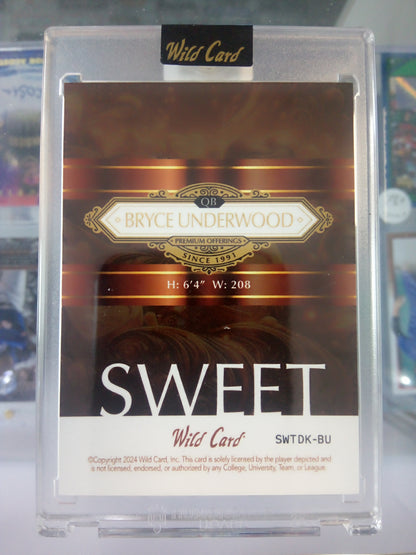 Wild Card
QB
BRYCE UNDERWOOD
PREMIUM OFFERINGS
SINCE 1991
H: 6'4" W: 208
SWEET
Wild Card
SWTDK-BU
©Copyright 2024 Wild Card, Inc. This card is solely licensed by the player depicted and
is not licensed, endorsed, or authorized by any College, University, Team, or League.